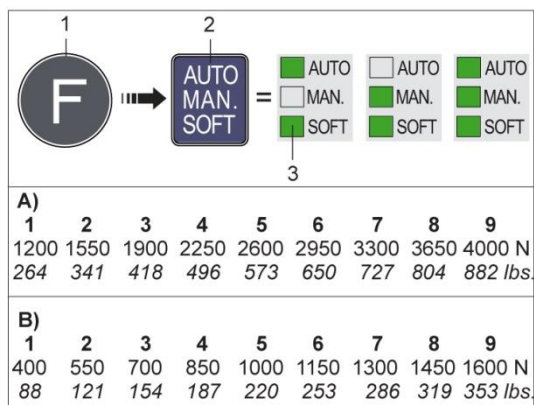 1
2
F
AUTO
MAN.
SOFT
=
AUTO
MAN.
SOFT
AUTO
MAN.
SOFT
AUTO
MAN.
SOFT
3
A)
1 2 3 4 5 6 7 8 9
1200 1550 1900 2250 2600 2950 3300 3650 4000 N
264 341 418 496 573 650 727 804 882 lbs.
B)
1 2 3 4 5 6 7 8 9
400 550 700 850 1000 1150 1300 1450 1600 N
88 121 154 187 220 253 286 319 353 lbs.